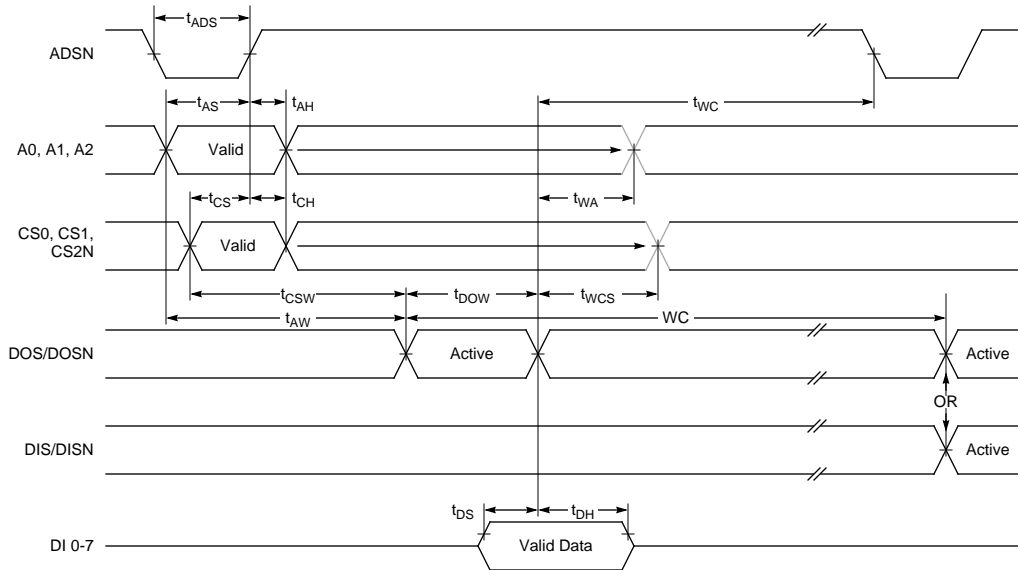 tADS
ADSN
tAS
tAH
tWC
A0, A1, A2
Valid
tCS
tCH
tWA
CS0, CS1,
CS2N
Valid
tCSW
tDOW
tWCS
tAW
WC
DOS/DOSN
Active
Active
OR
DIS/DISN
Active
tDS
tDH
DI 0-7
Valid Data